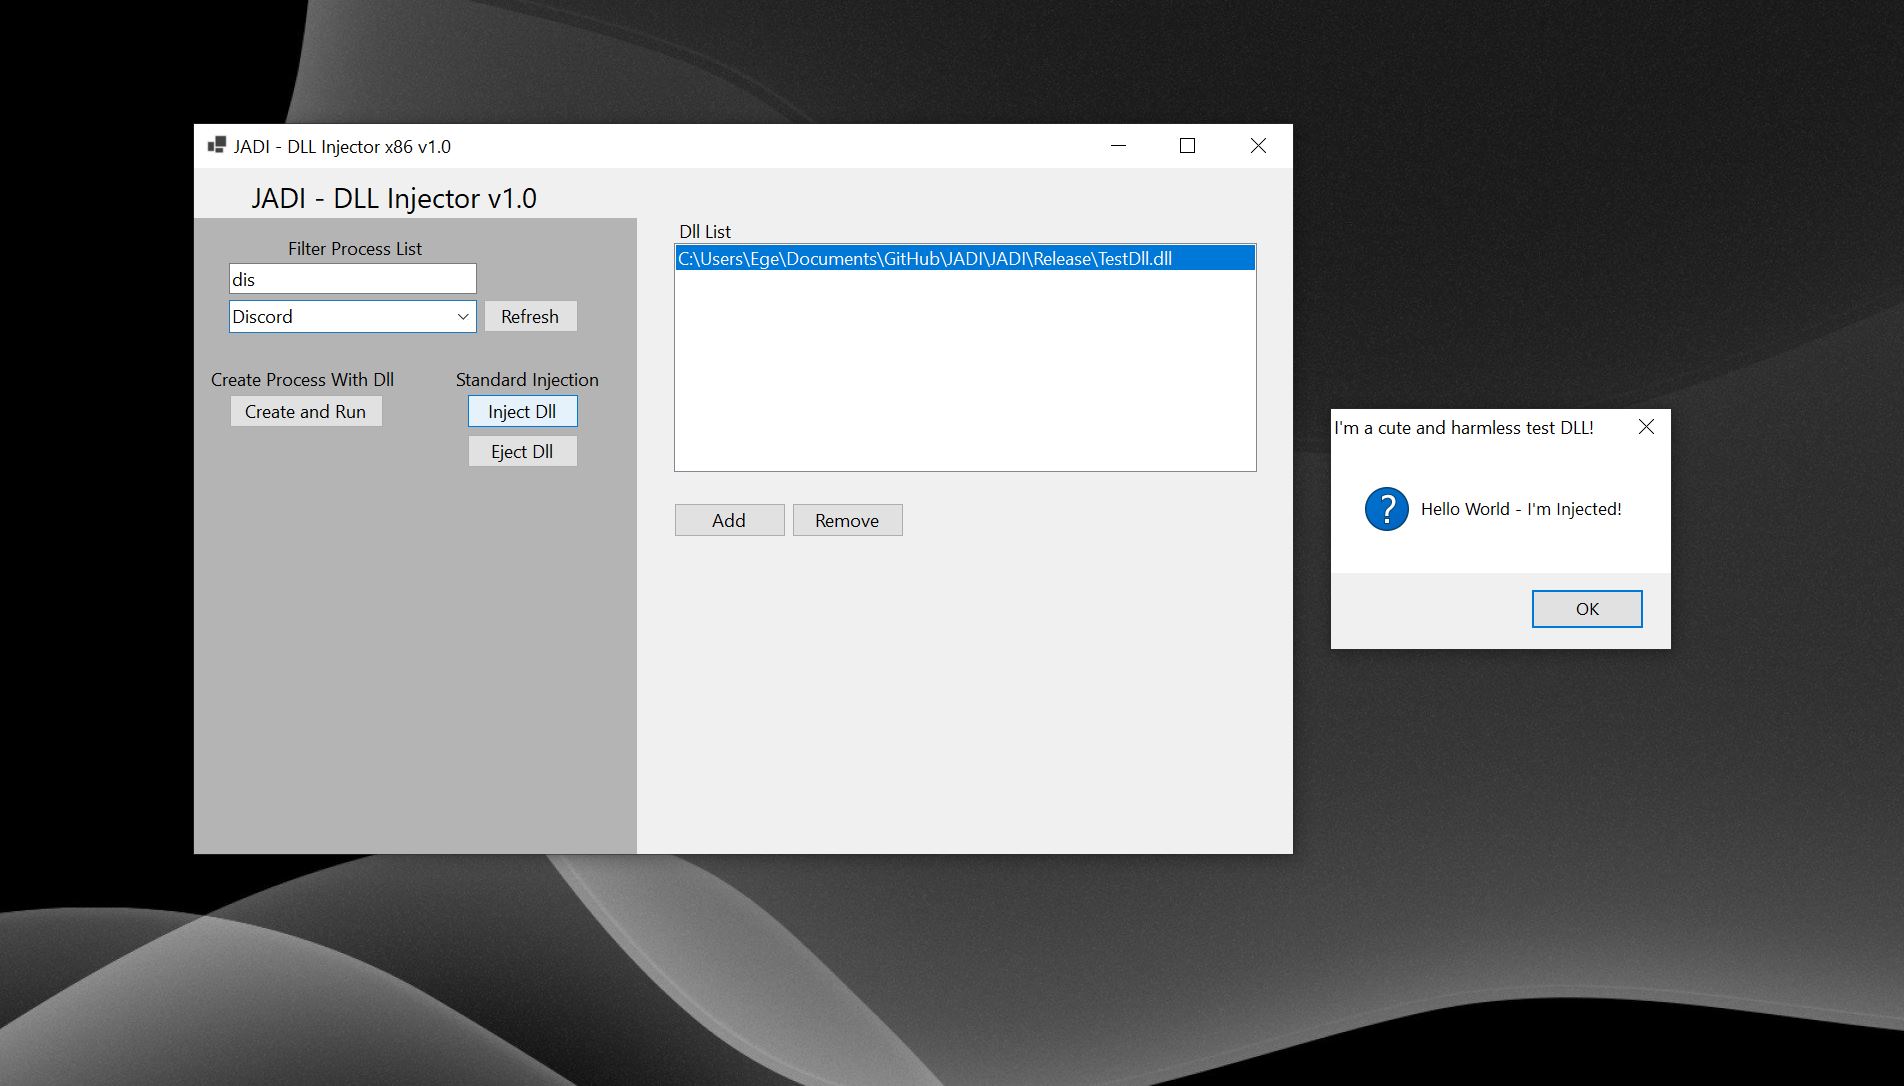 JADI - DLL Injector x86 v1.0
JADI - DLL Injector v1.0
Filter Process List
dis
Discord
Refresh
Create Process With Dll
Standard Injection
Create and Run
Inject Dll
Eject Dll
Dll List
C:\Users\Ege\Documents\GitHub\JADI\JADI\Release\TestDll.dll
Add
Remove
I'm a cute and harmless test DLL!
?
Hello World - I'm Injected!
OK